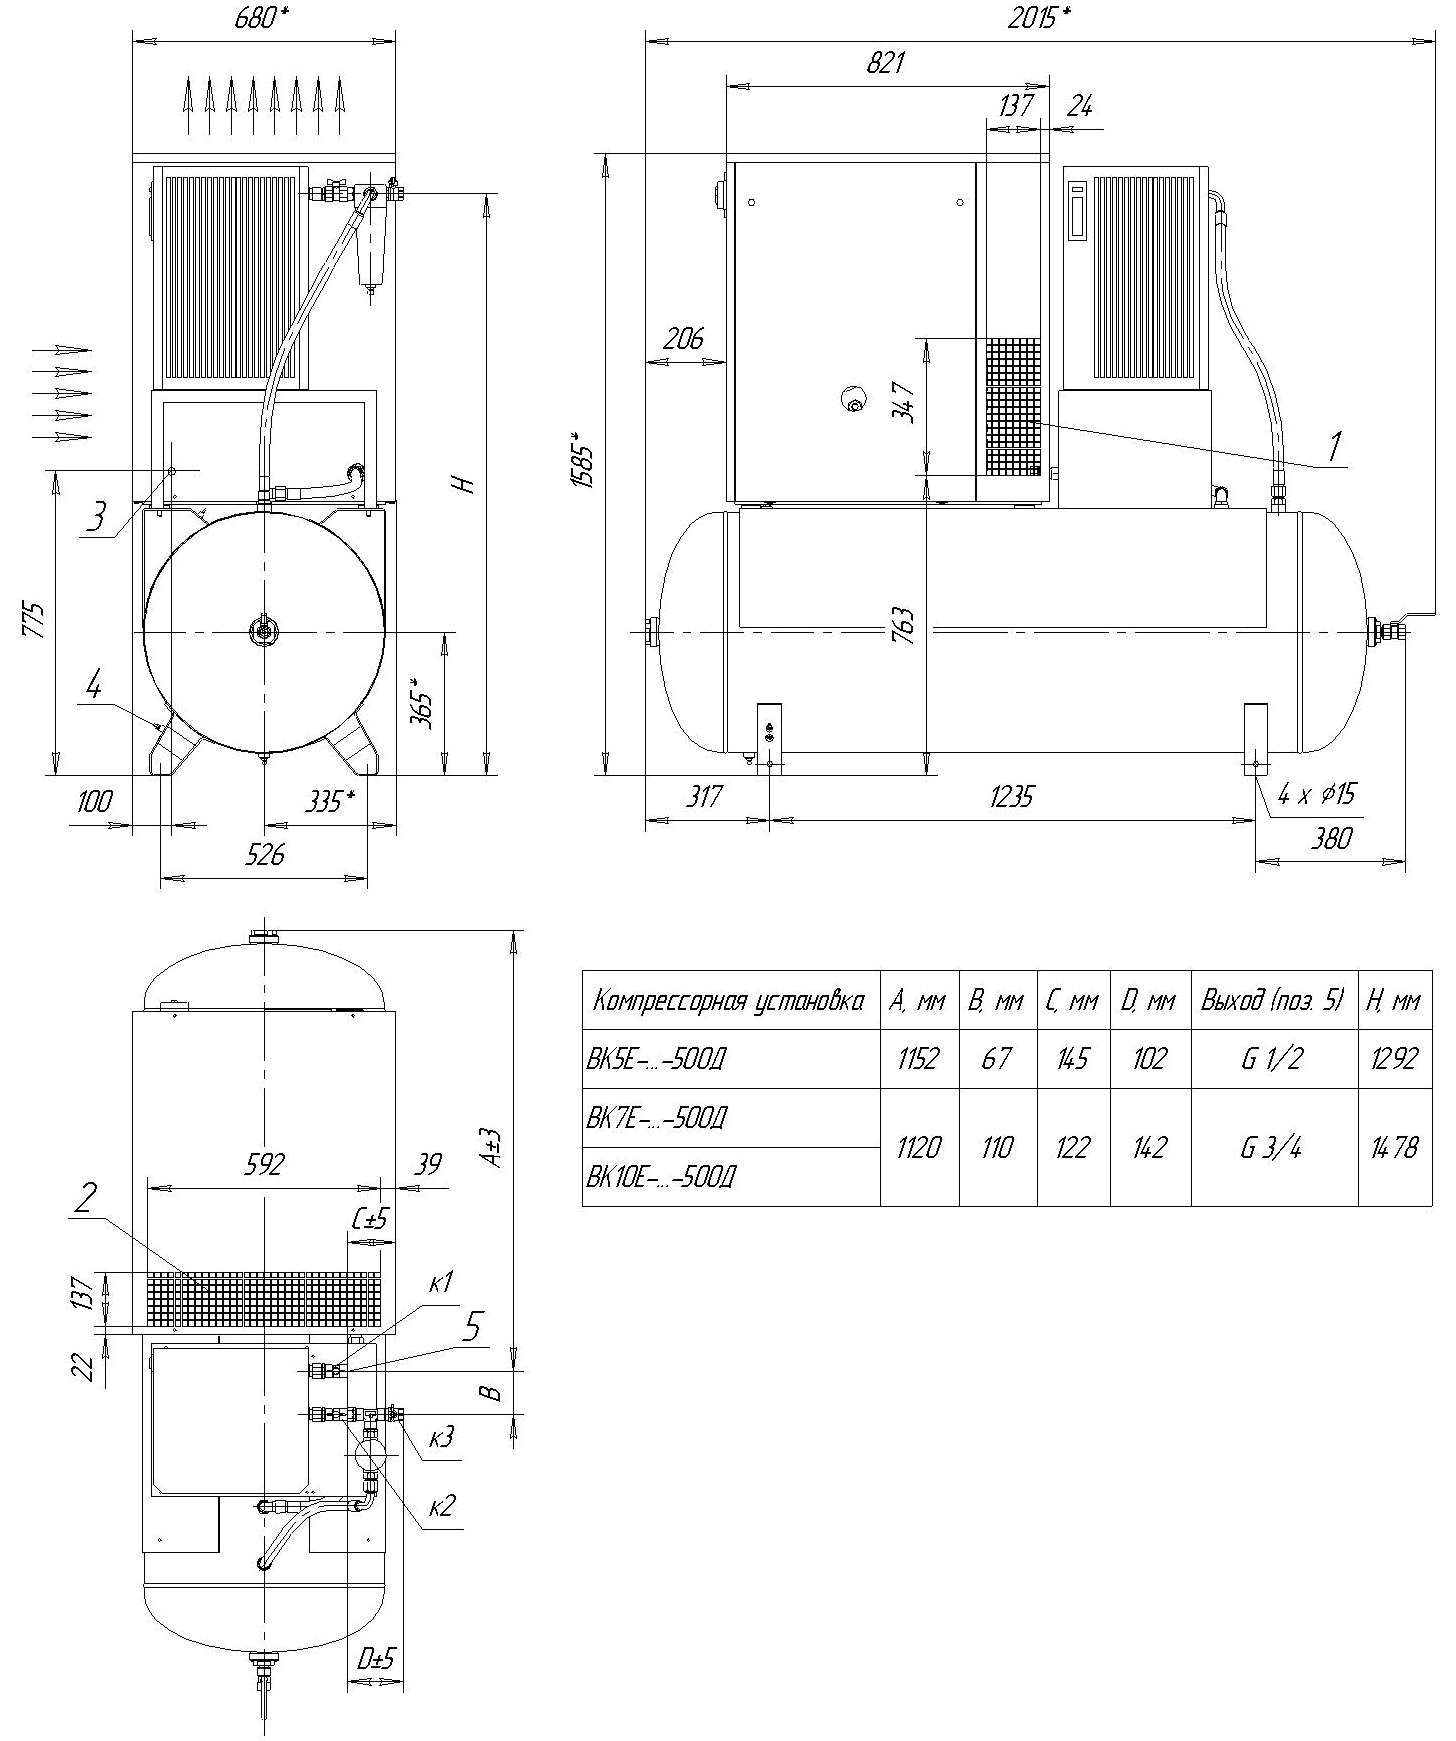 680*
2015*
821
137
24
206
347
1585*
1
H
3
775
763
4
365*
100
335*
526
317
1235
4 x ϕ15
380
Компрессорная установка А, мм В, мм С, мм D, мм Выход (поз. 5) Н, мм
ВК5Е-...-500Д 1152 67 145 102 G 1/2 1292
ВК7Е-...-500Д
1120 110 122 142 G 3/4 1478
ВК10Е-...-500Д
А±3
592
39
2
С±5
137
к1
5
22
В
к3
к2
D±5